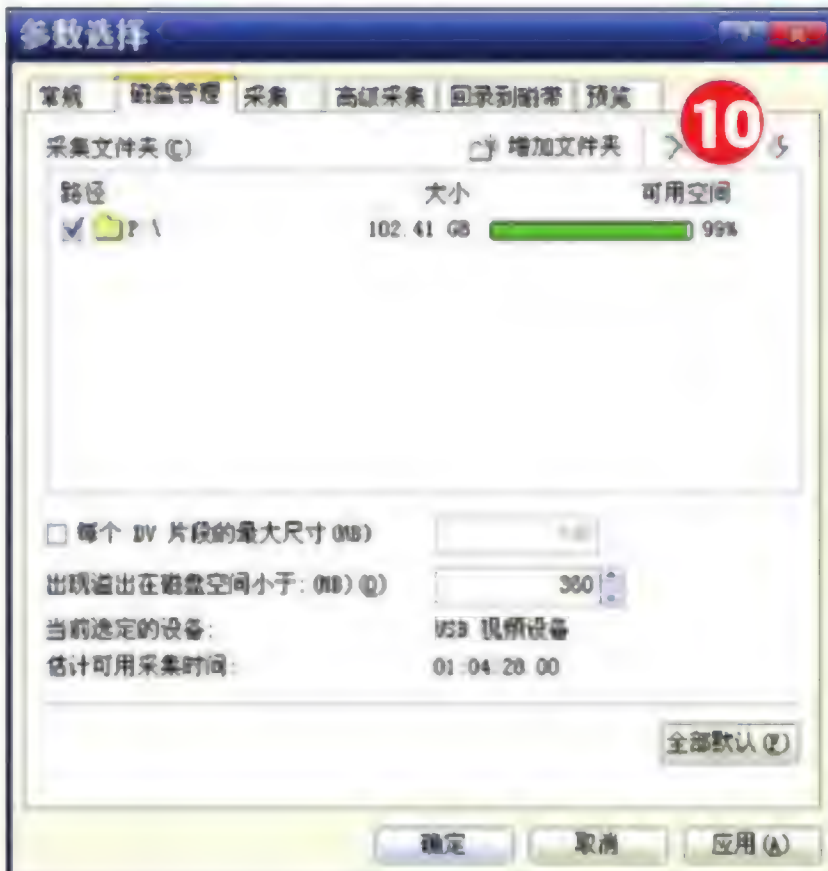 参数选择
常规 磁盘管理 采集 高级采集 回录到磁带 预览
10
采集文件夹(C) 增加文件夹
路径 大小 可用空间
P \ 102.41 GB 99%
每个 DV 片段的最大尺寸(MB)
出现溢出在磁盘空间小于:(MB)(D) 360
当前选定的设备: USB 视频设备
估计可用采集时间: 01:04:28.00
全部默认(F)
确定 取消 应用(A)